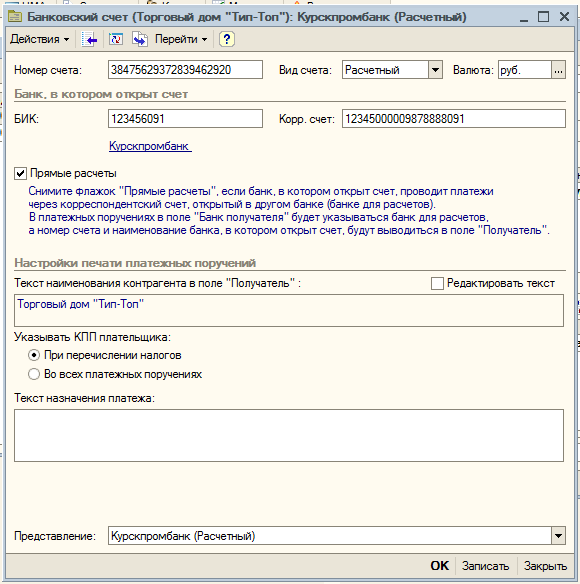 Банковский счет (Торговый дом "Тип-Топ"): Курскпромбанк (Расчетный)
Действия Перейти ?
Номер счета: 38475629372839462920 Вид счета: Расчетный Валюта: руб. ...
Банк, в котором открыт счет
БИК: 123456091 Корр. счет: 12345000009878888091
Курскпромбанк
Прямые расчеты
Снимите флажок "Прямые расчеты", если банк, в котором открыт счет, проводит платежи
через корреспондентский счет, открытый в другом банке (банке для расчетов).
В платежных поручениях в поле "Банк получателя" будет указываться банк для расчетов,
а номер счета и наименование банка, в котором открыт счет, будут выводиться в поле "Получатель".
Настройки печати платежных поручений
Текст наименования контрагента в поле "Получатель" : Редактировать текст
Торговый дом "Тип-Топ"
Указывать КПП плательщика:
При перечислении налогов
Во всех платежных поручениях
Текст назначения платежа:
Представление: Курскпромбанк (Расчетный)
OK Записать Закрыть